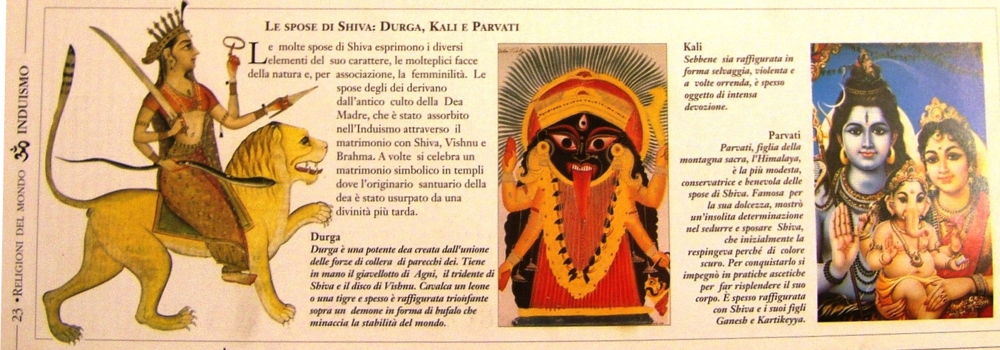 LE SPOSE DI SHIVA: DURGA, KALI E PARVATI
Le molte spose di Shiva esprimono i diversi
elementi del suo carattere, le molteplici facce
della natura e, per associazione, la femminilità. Le
spose degli dei derivano
dall'antico culto della Dea
Madre, che è stato assorbito
nell'Induismo attraverso il
matrimonio con Shiva, Vishnu e
Brahma. A volte si celebra un
matrimonio simbolico in templi
dove l'originario santuario della
dea è stato usurpato da una
divinità più tarda.
Durga
Durga è una potente dea creata dall'unione
delle forze di collera di parecchi dei. Tiene
in mano il giavellotto di Agni, il tridente di
Shiva e il disco di Vishnu. Cavalca un leone
o una tigre e spesso è raffigurata trionfante
sopra un demone in forma di bufalo che
minaccia la stabilità del mondo.
Kali
Sebbene sia raffigurata in
forma selvaggia, violenta e
a volte orrenda, è spesso
oggetto di intensa
devozione.
Parvati
Parvati, figlia della
montagna sacra, l'Himalaya,
è la più modesta,
conservatrice e benevola delle
spose di Shiva. Famosa per
la sua dolcezza, mostrò
un'insolita determinazione
nel sedurre e sposare Shiva,
che inizialmente la
respingeva perché di colore
scuro. Per conquistarlo si
impegnò in pratiche ascetiche
per far risplendere il suo
corpo. È spesso raffigurata
con Shiva e i suoi figli
Ganesh e Kartikeyya.
23 • RELIGIONI DEL MONDO ॐ INDUISMO